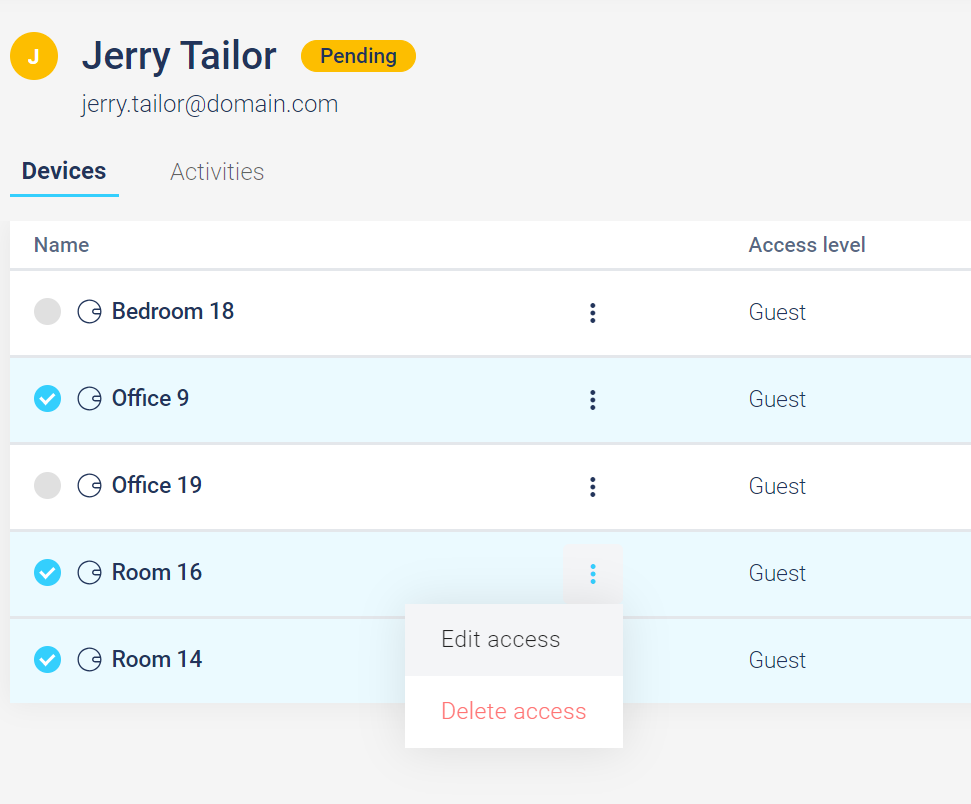 J
Jerry Tailor Pending
jerry.tailor@domain.com
Devices Activities
Name Access level
Bedroom 18 Guest
Office 9 Guest
Office 19 Guest
Room 16 Guest
Edit access
Room 14 Guest
Delete access